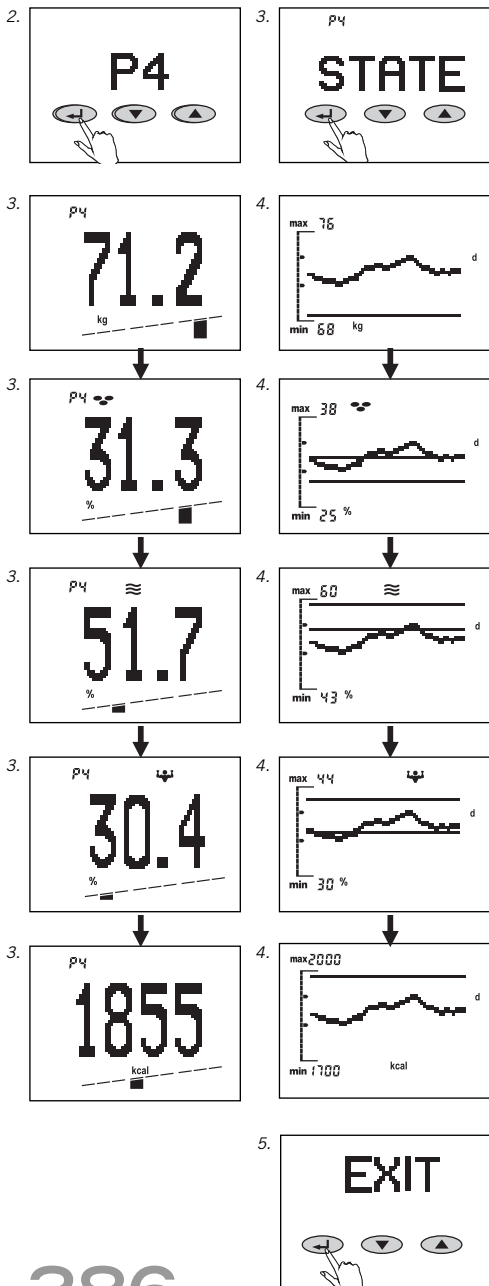 2.
P4
3.
P4
STATE
3.
P4
71.2
kg
4.
max 76
d
min 68 kg
3.
P4
31.3
%
4.
max 38
d
min 25 %
3.
P4
51.7
%
4.
max 60
d
min 43 %
3.
P4
30.4
%
4.
max 44
d
min 30 %
3.
P4
1855
kcal
4.
max 2000
d
min 1700 kcal
5.
EXIT
386